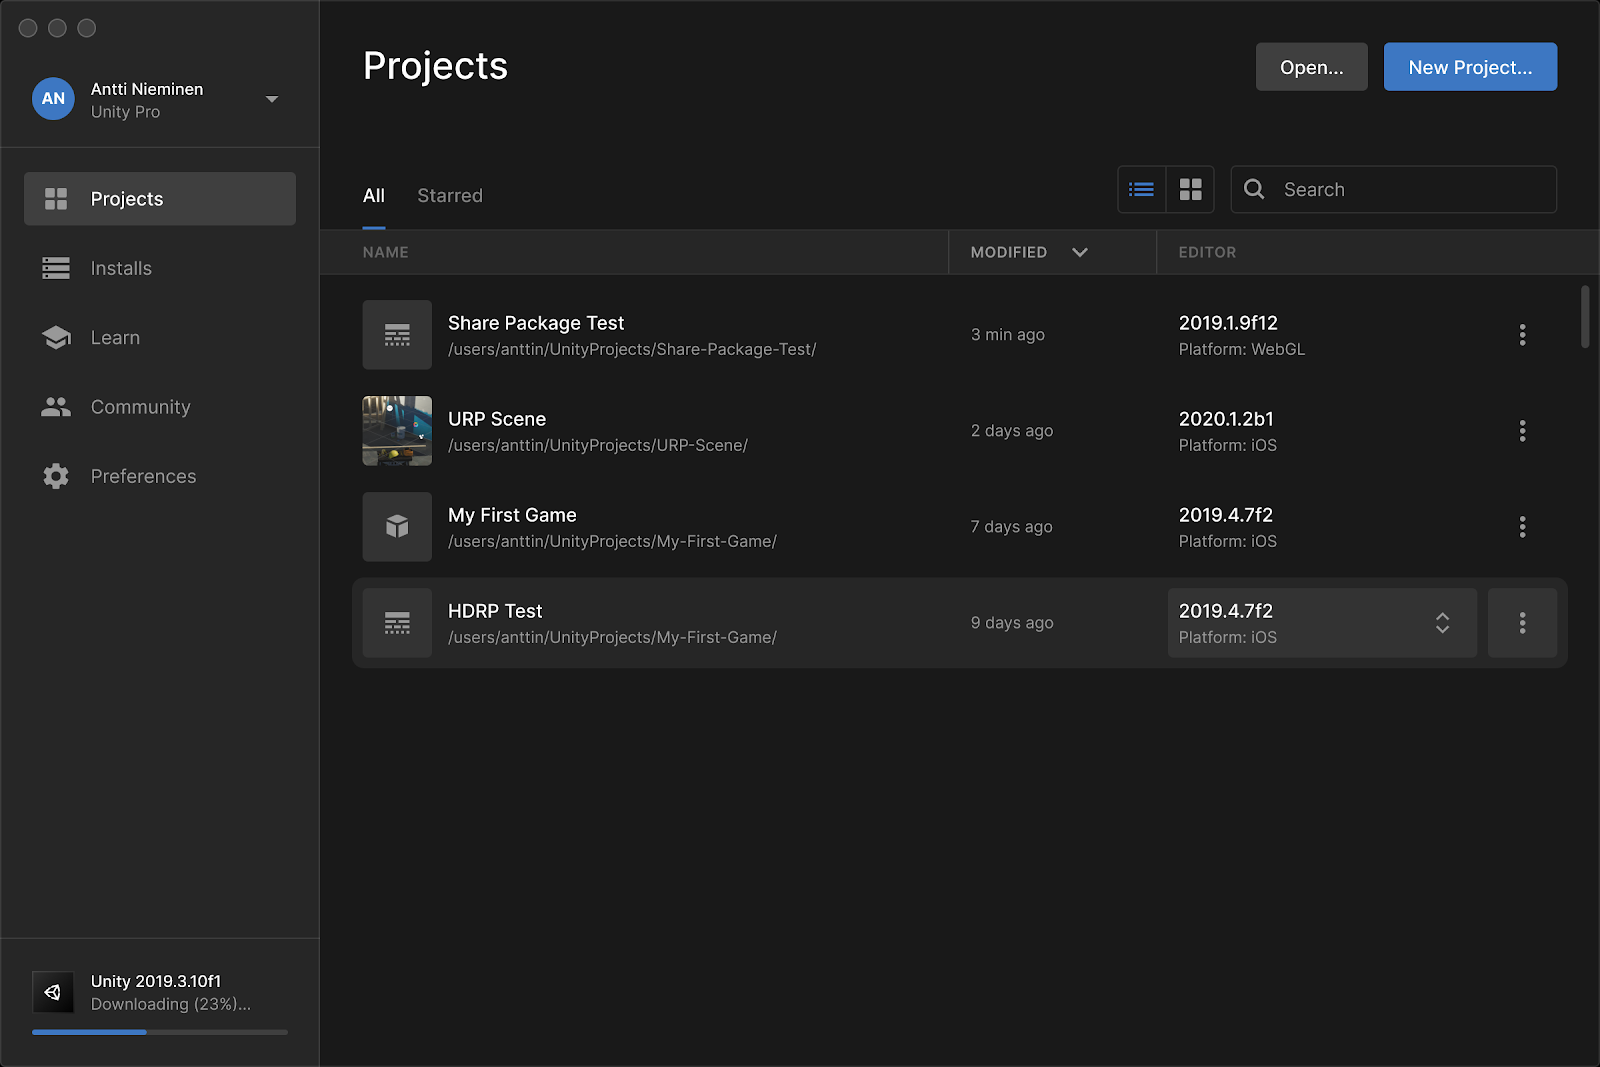 AN
Antti Nieminen
Unity Pro
Projects
Installs
Learn
Community
Preferences
Unity 2019.3.10f1
Downloading (23%)...
Projects
Open...
New Project...
All
Starred
Search
NAME
MODIFIED
EDITOR
Share Package Test
/users/anttin/UnityProjects/Share-Package-Test/
3 min ago
2019.1.9f12
Platform: WebGL
URP Scene
/users/anttin/UnityProjects/URP-Scene/
2 days ago
2020.1.2b1
Platform: iOS
My First Game
/users/anttin/UnityProjects/My-First-Game/
7 days ago
2019.4.7f2
Platform: iOS
HDRP Test
/users/anttin/UnityProjects/My-First-Game/
9 days ago
2019.4.7f2
Platform: iOS